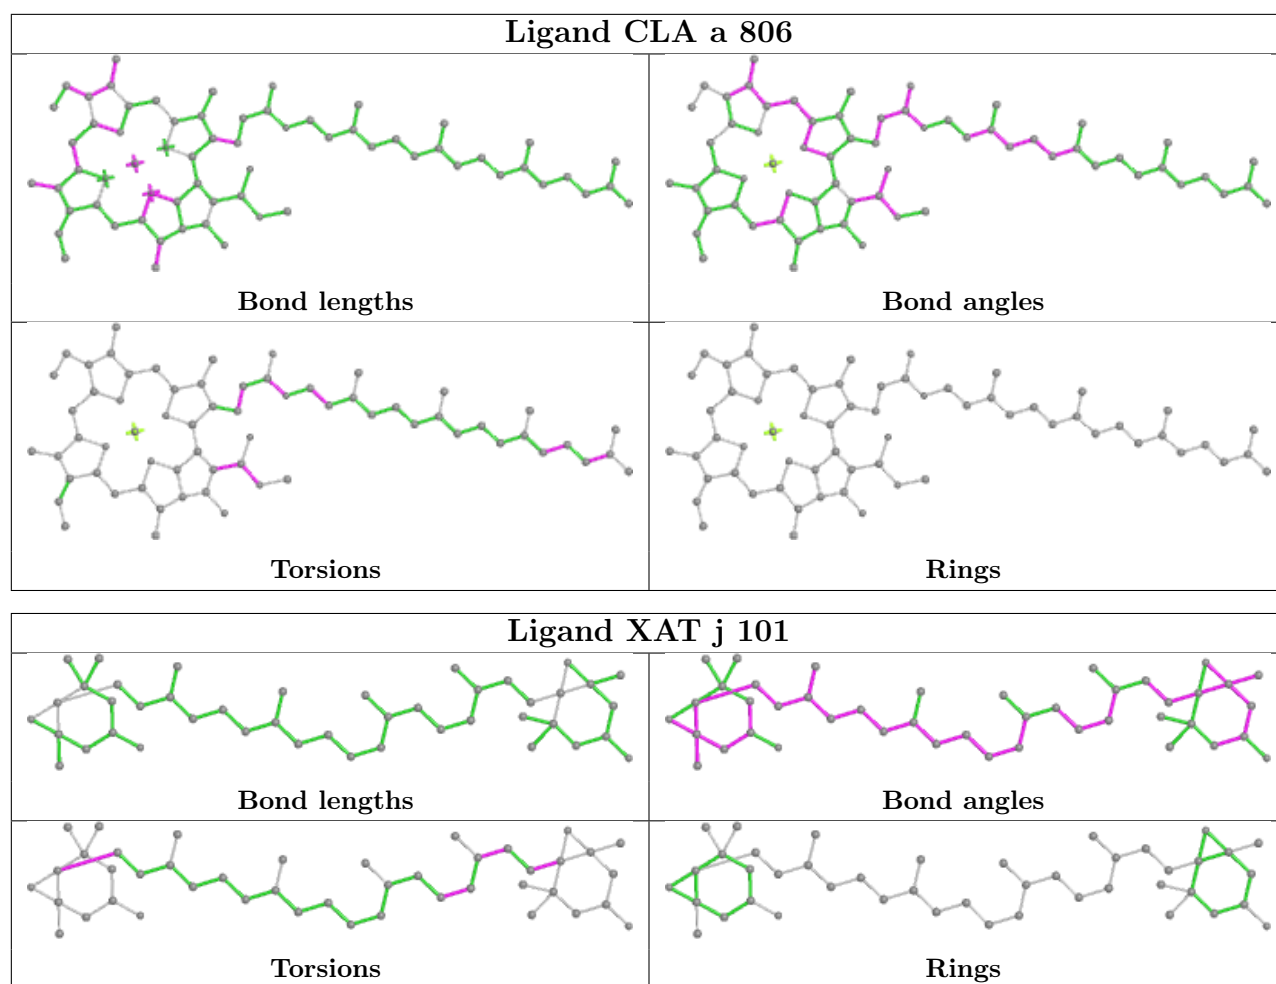 Ligand CLA a 806
Bond lengths
Bond angles
Torsions
Rings
Ligand XAT j 101
Bond lengths
Bond angles
Torsions
Rings